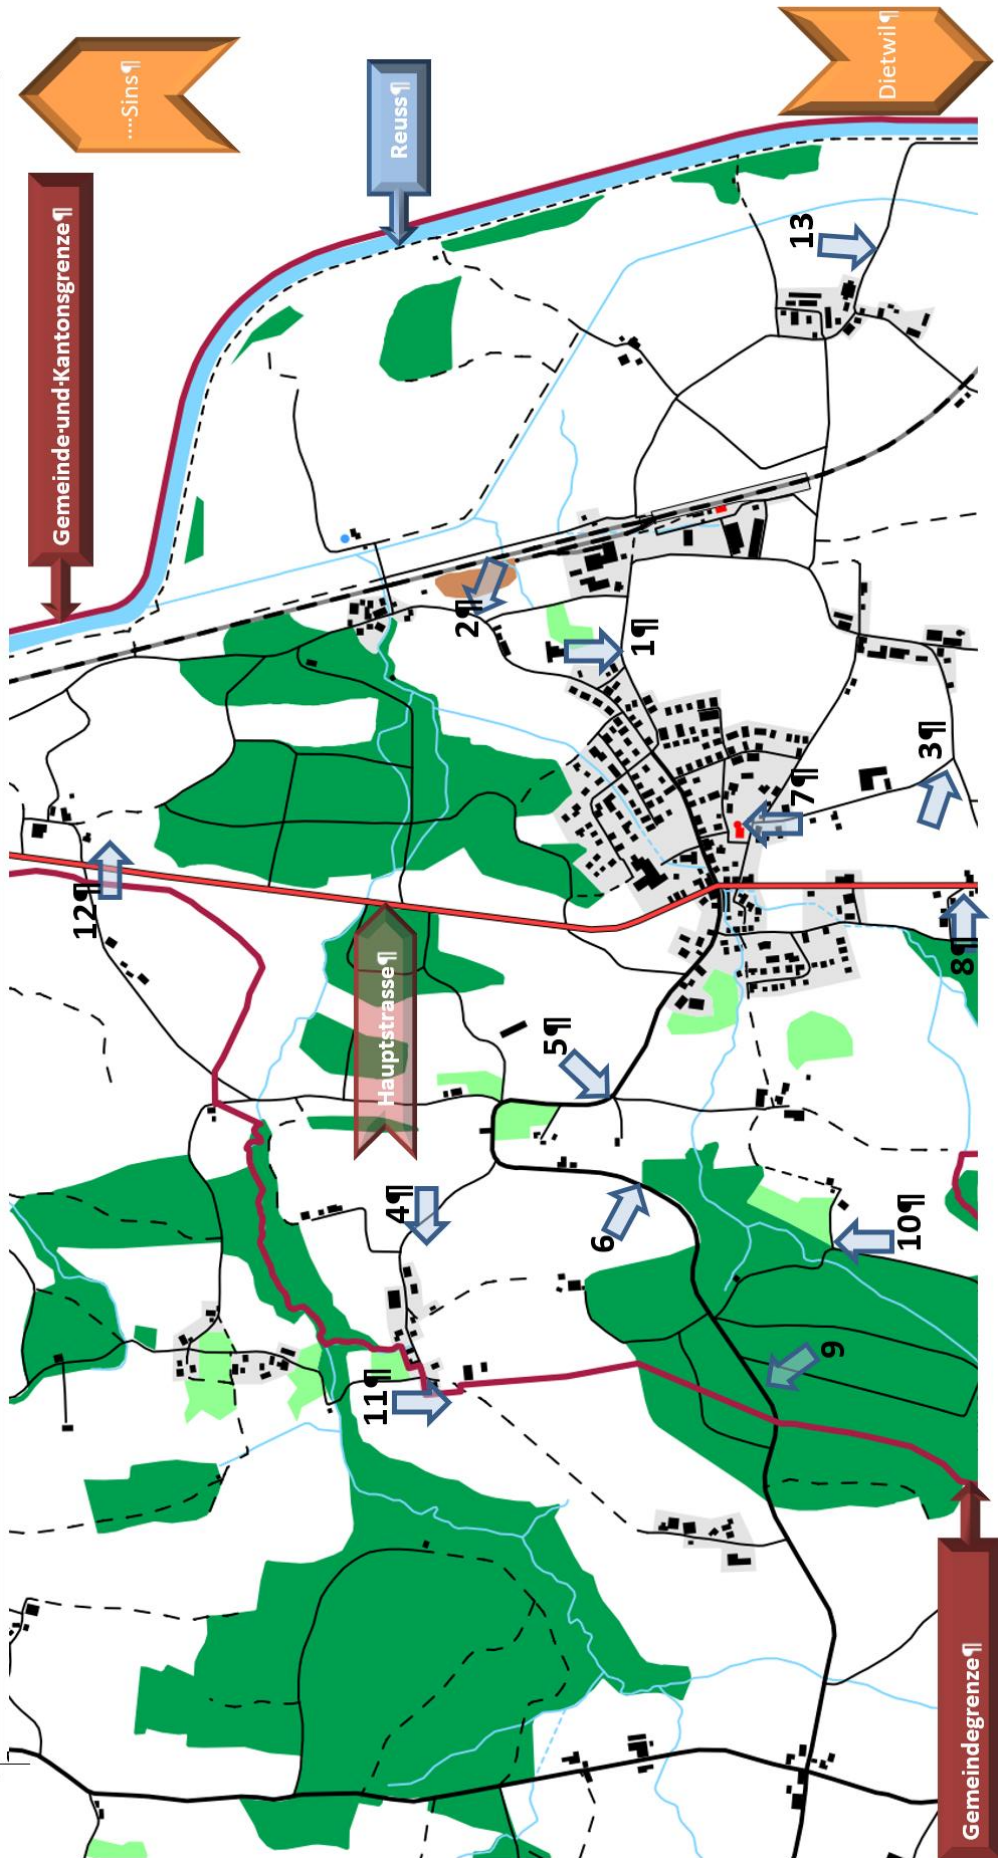 ....Sins¶
Dietwil¶
Reuss¶
Gemeinde·und·Kantonsgrenze¶
13
2¶
1¶
3¶
7¶
12¶
8¶
Hauptstrasse¶
5¶
4¶
6
10¶
9
11¶
Gemeindegrenze¶